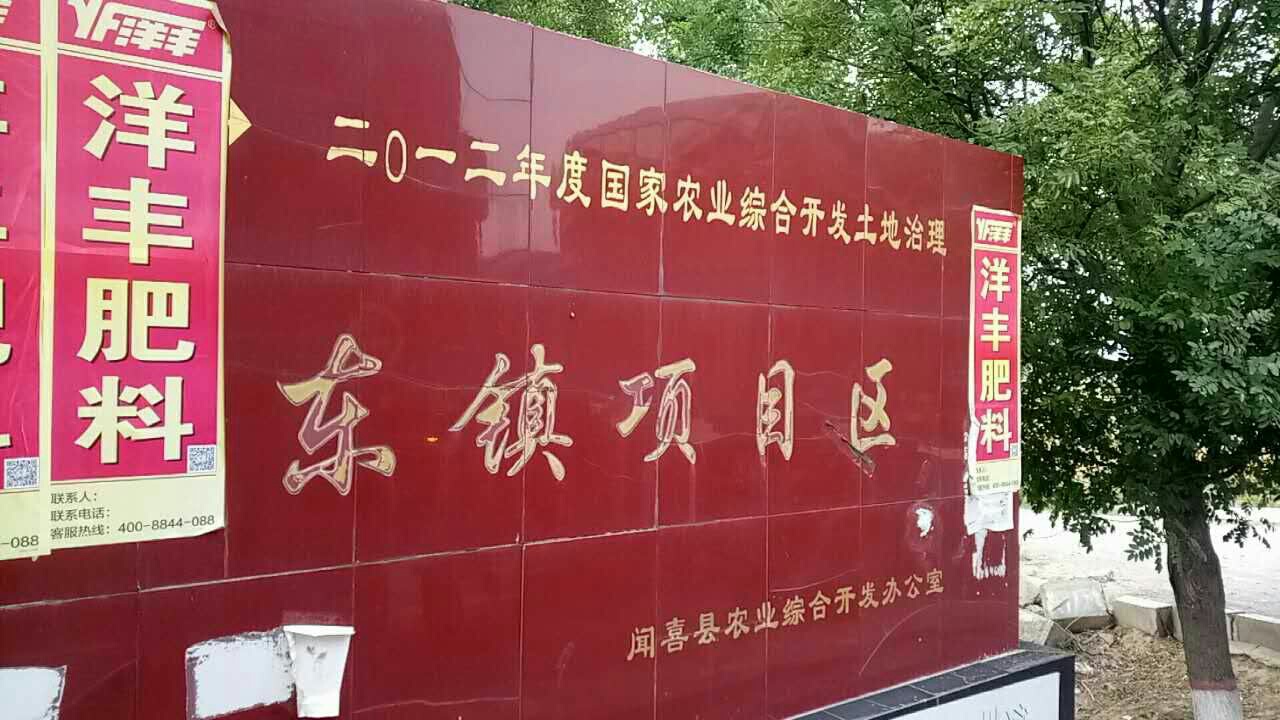 洋丰
洋丰肥料
联系人：
联系电话：
客服热线：400-8844-088
-088
二〇一二年度国家农业综合开发土地治理
东镇项目区
闻喜县农业综合开发办公室
洋丰
洋丰肥料